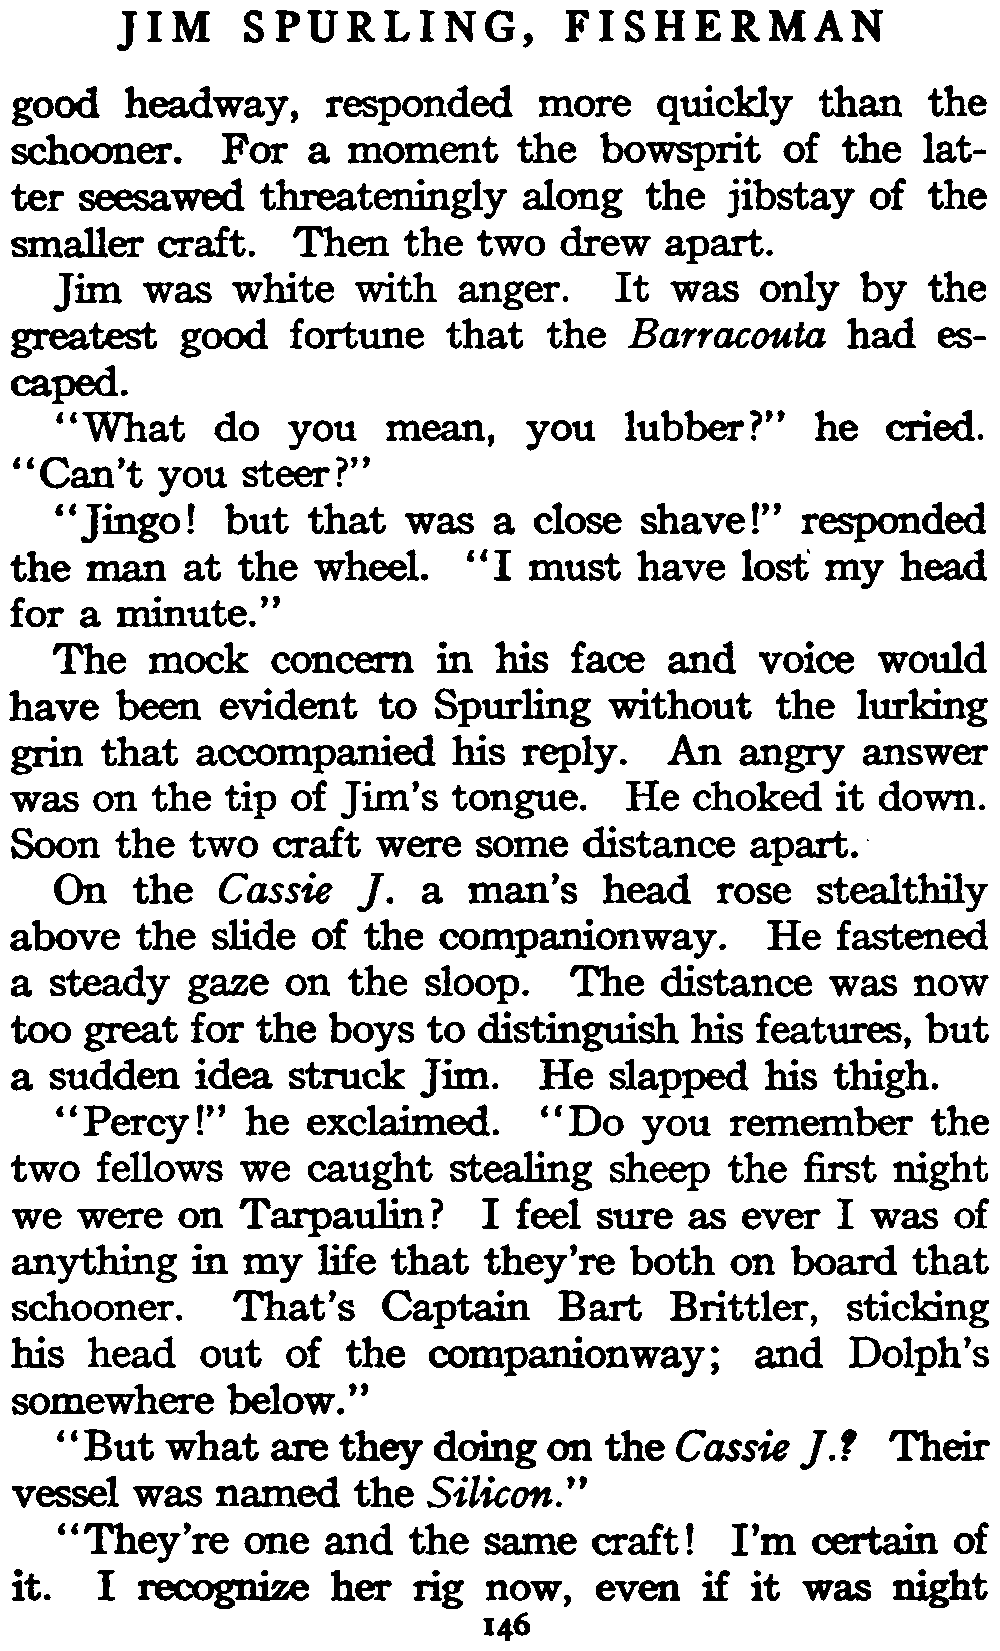 JIM SPURLING, FISHERMAN
good headway, responded more quickly than the
schooner. For a moment the bowsprit of the lat-
ter seesawed threateningly along the jibstay of the
smaller craft. Then the two drew apart.
Jim was white with anger. It was only by the
greatest good fortune that the Barracouta had es-
caped.
"What do you mean, you lubber?" he cried.
"Can't you steer?"
"Jingo! but that was a close shave!" responded
the man at the wheel. "I must have lost my head
for a minute."
The mock concern in his face and voice would
have been evident to Spurling without the lurking
grin that accompanied his reply. An angry answer
was on the tip of Jim's tongue. He choked it down.
Soon the two craft were some distance apart.
On the Cassie J. a man's head rose stealthily
above the slide of the companionway. He fastened
a steady gaze on the sloop. The distance was now
too great for the boys to distinguish his features, but
a sudden idea struck Jim. He slapped his thigh.
"Percy!" he exclaimed. "Do you remember the
two fellows we caught stealing sheep the first night
we were on Tarpaulin? I feel sure as ever I was of
anything in my life that they're both on board that
schooner. That's Captain Bart Brittler, sticking
his head out of the companionway; and Dolph's
somewhere below."
"But what are they doing on the Cassie J.? Their
vessel was named the Silicon."
"They're one and the same craft! I'm certain of
it. I recognize her rig now, even if it was night
146